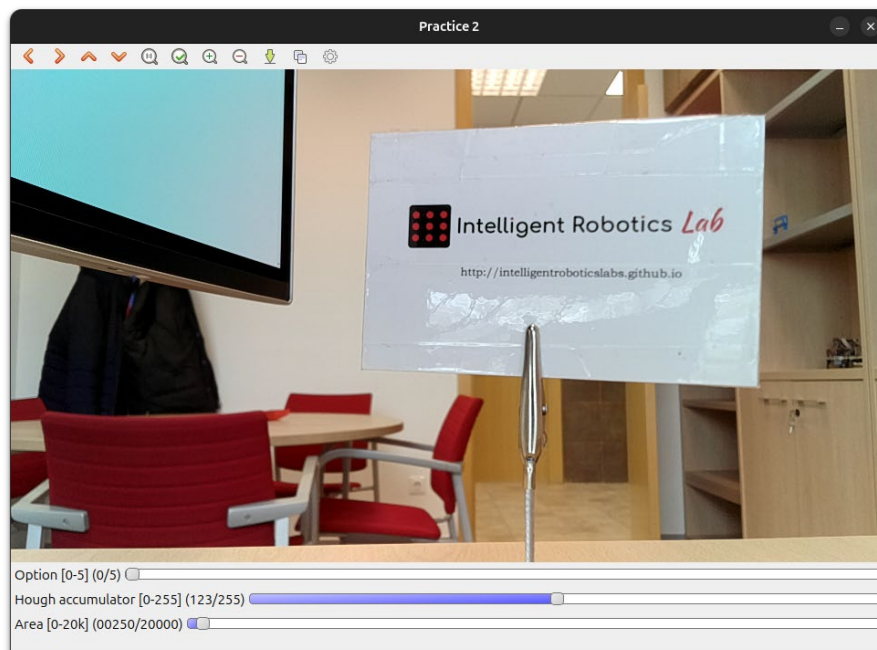 Practice 2
Intelligent Robotics Lab
http://intelligentroboticslabs.github.io
Option [0-5] (0/5)
Hough accumulator [0-255] (123/255)
Area [0-20k] (00250/20000)